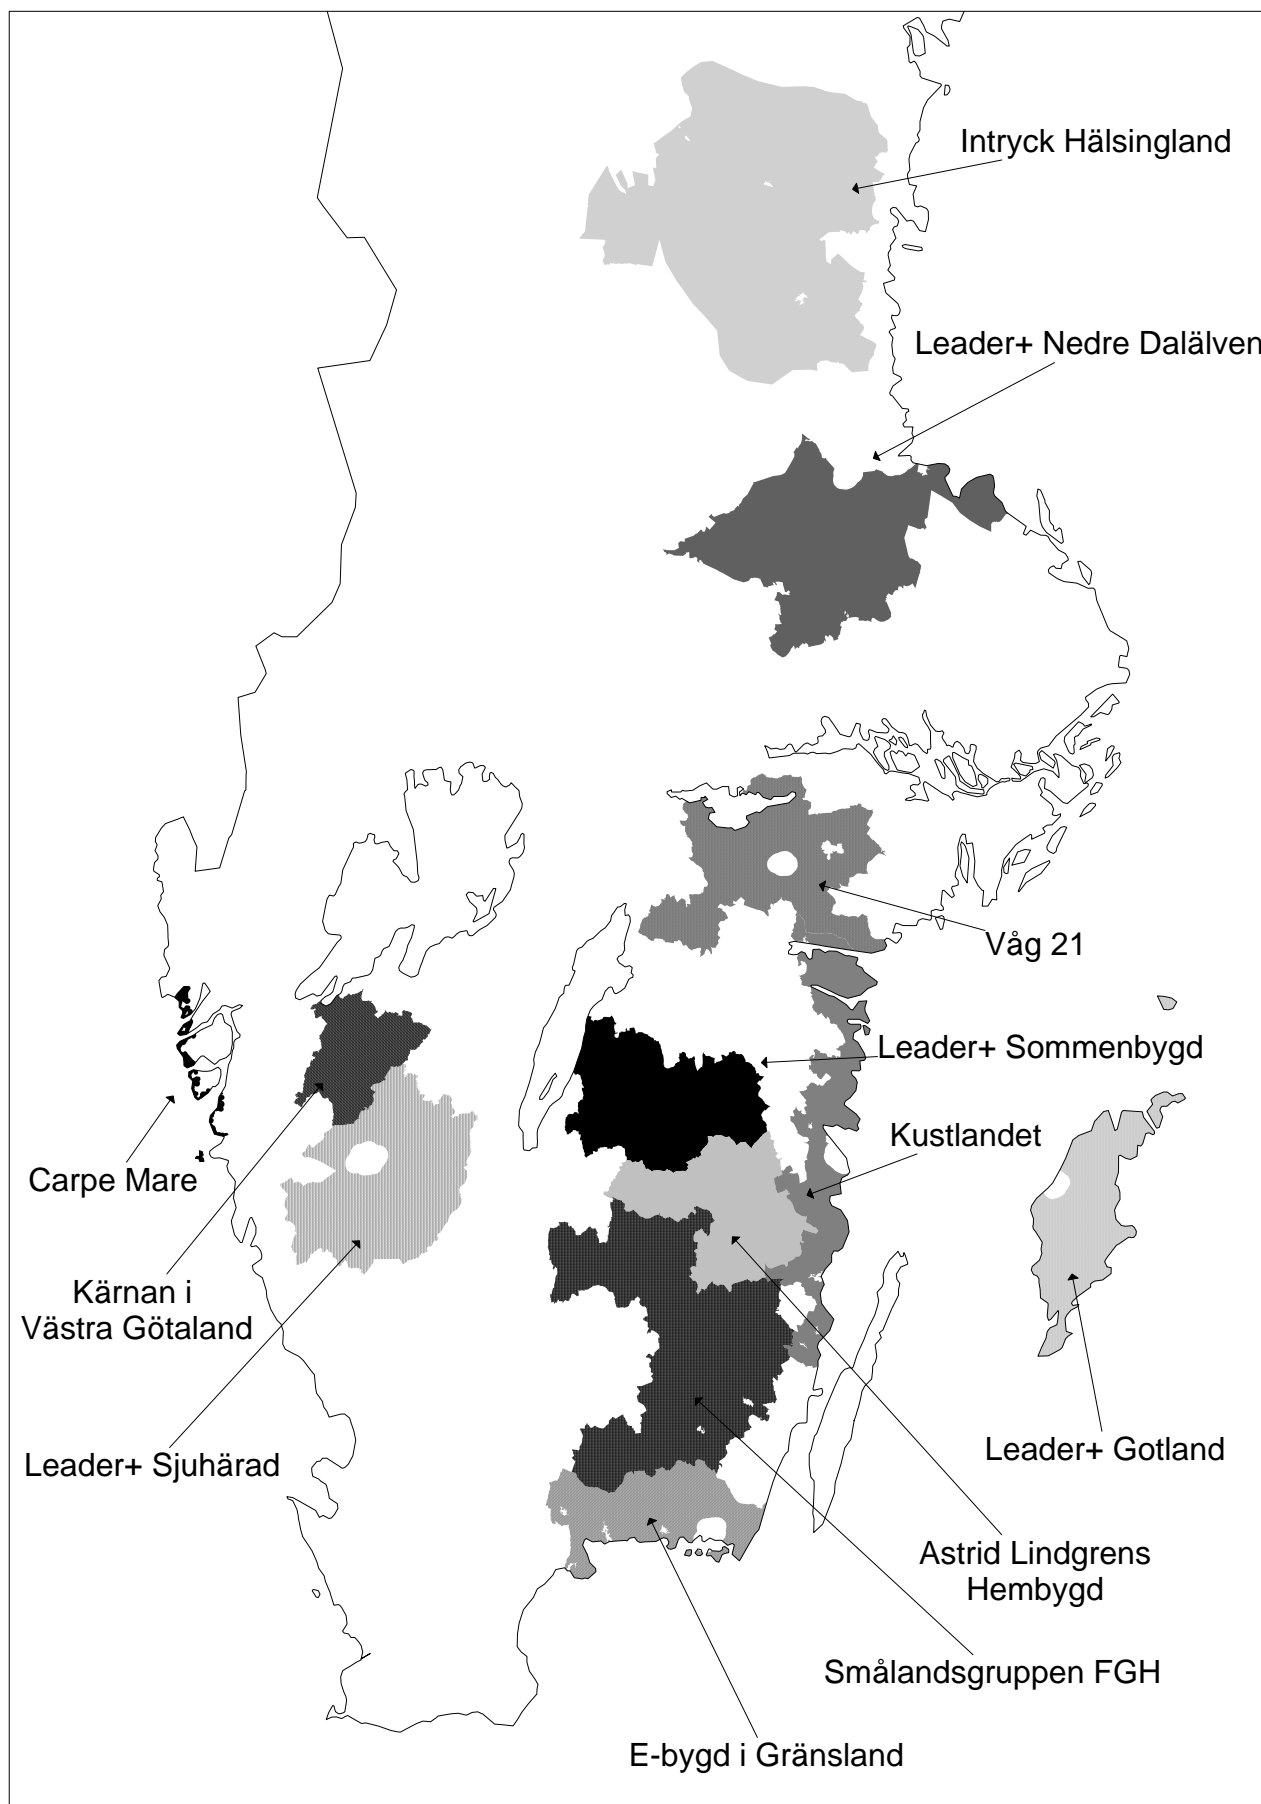 Intryck Hälsingland
Leader+ Nedre Dalälven
Våg 21
Leader+ Sommenbygd
Kustlandet
Carpe Mare
Kärnan i
Västra Götaland
Leader+ Sjuhärad
Leader+ Gotland
Astrid Lindgrens
Hembygd
Smålandsgruppen FGH
E-bygd i Gränsland